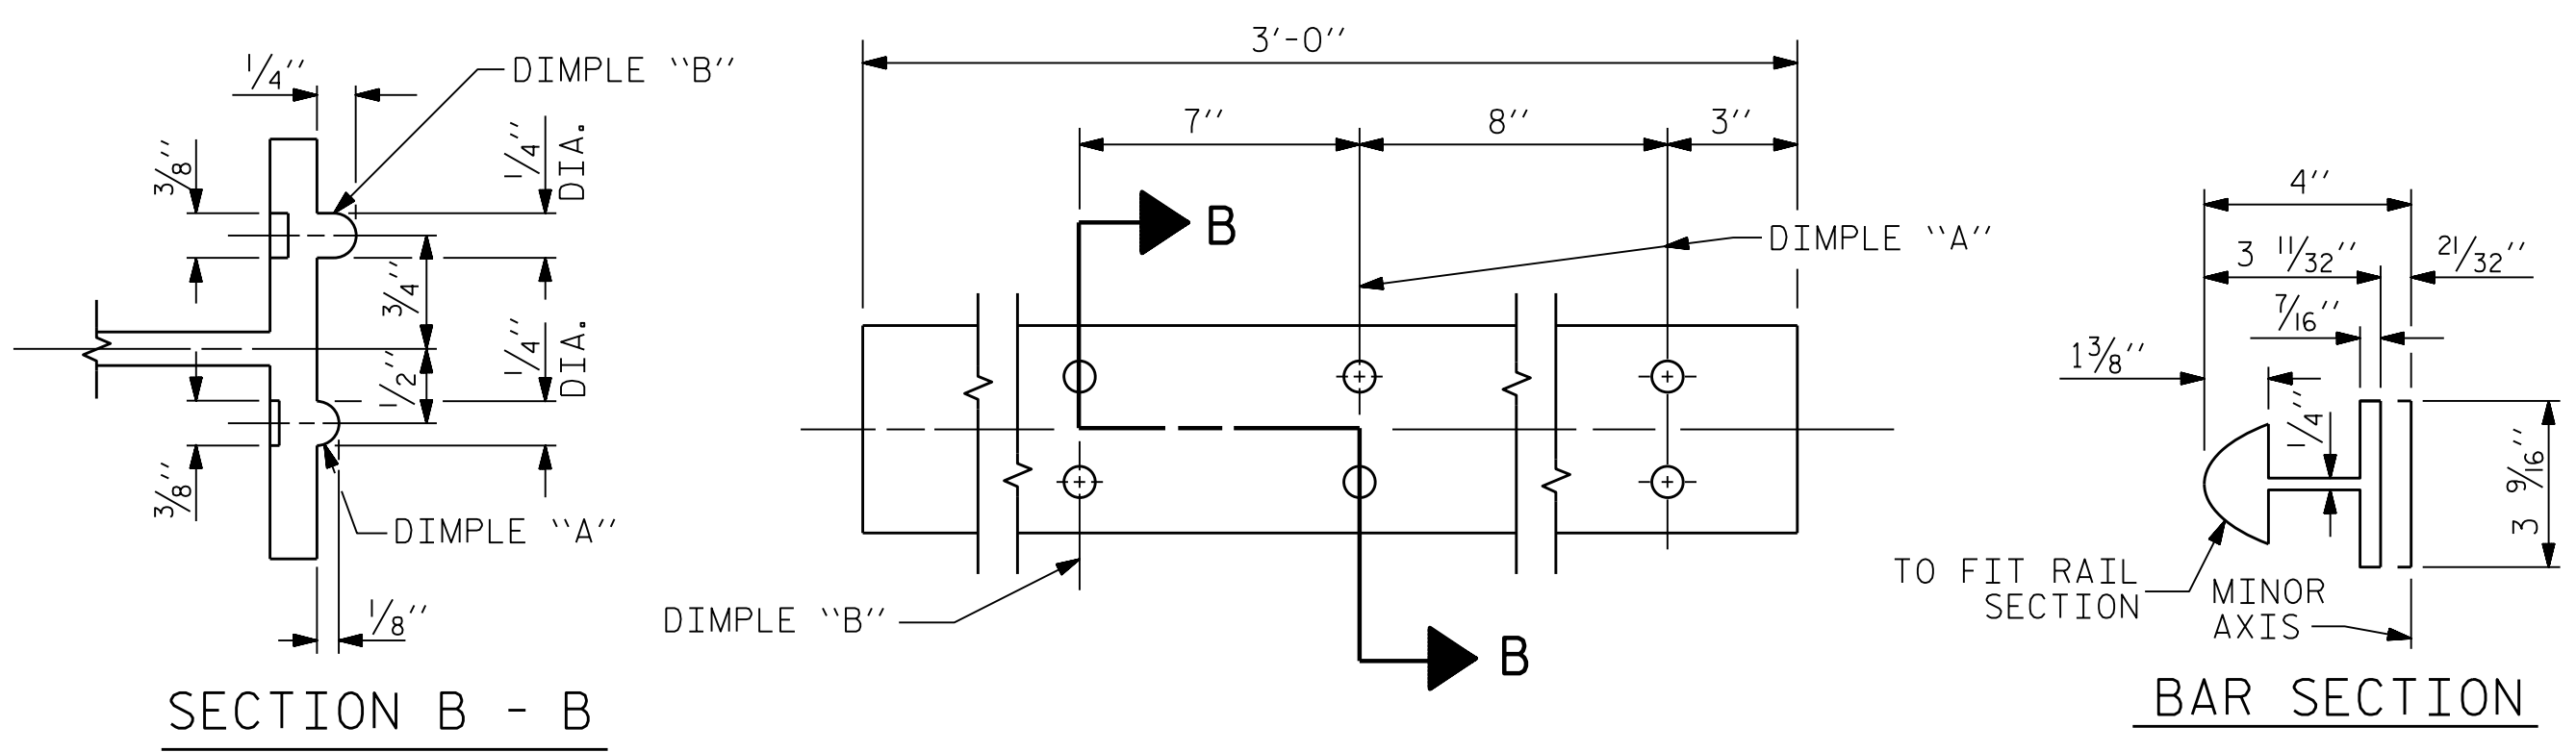 1/4''
DIMPLE "B"
3/8''
1/4'' DIA.
3/4''
1/2''
1/4'' DIA.
3/8''
DIMPLE "A"
1/8''
SECTION B - B
3'-0''
7''
8''
3''
B
DIMPLE "A"
DIMPLE "B"
B
4''
3 11/32''
21/32''
7/16''
1 3/8''
1/4''
3 9/16''
TO FIT RAIL
SECTION
MINOR
AXIS
BAR SECTION